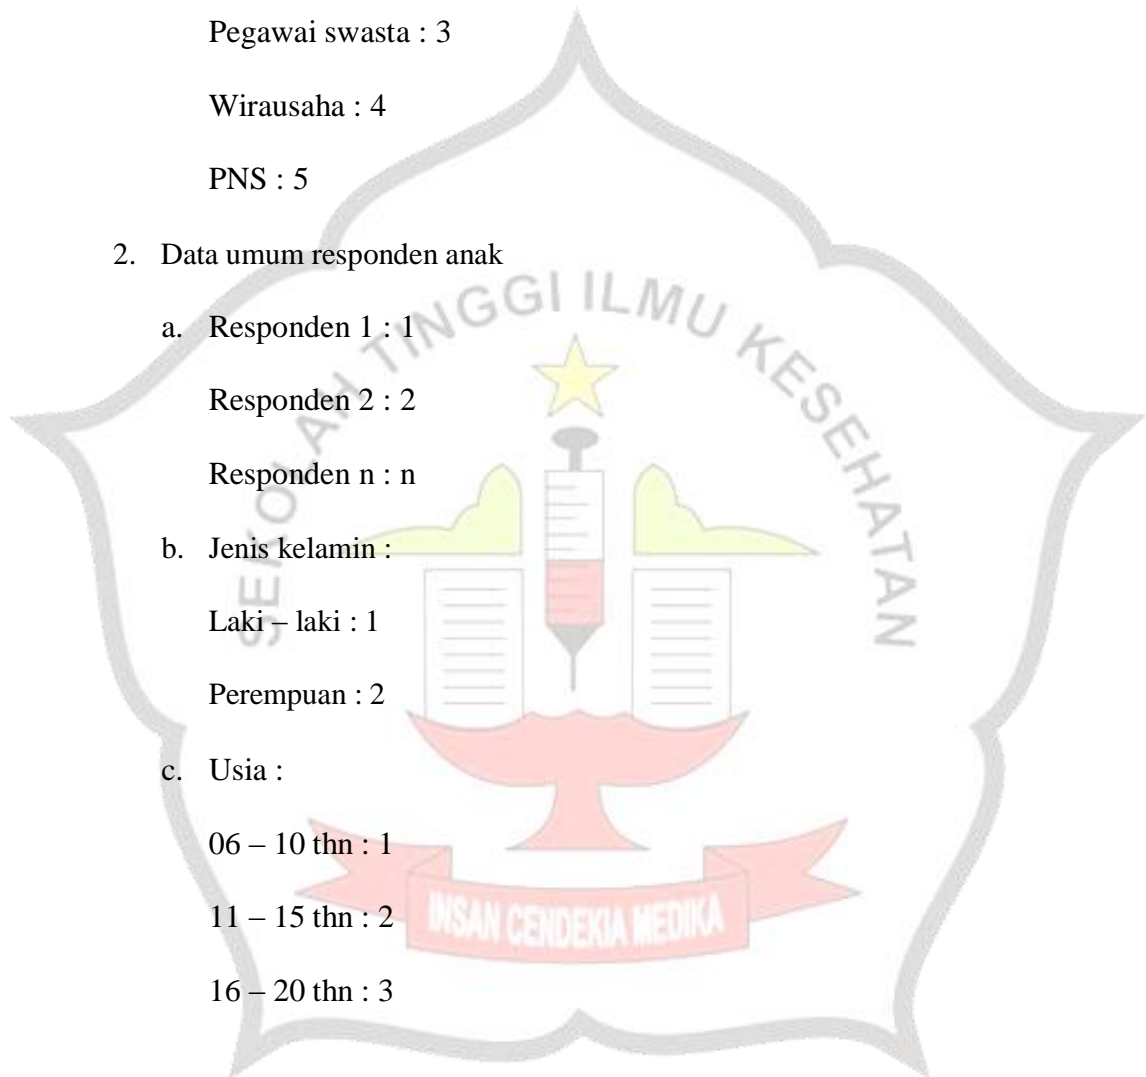 Pegawai swasta : 3
Wirausaha : 4
PNS : 5
2. Data umum responden anak
a. Responden 1 : 1
Responden 2 : 2
Responden n : n
b. Jenis kelamin :
Laki – laki : 1
Perempuan : 2
c. Usia :
06 – 10 thn : 1
11 – 15 thn : 2
16 – 20 thn : 3
SEKOLAH TINGGI ILMU KESEHATAN
INSAN CENDEKIA MEDIKA